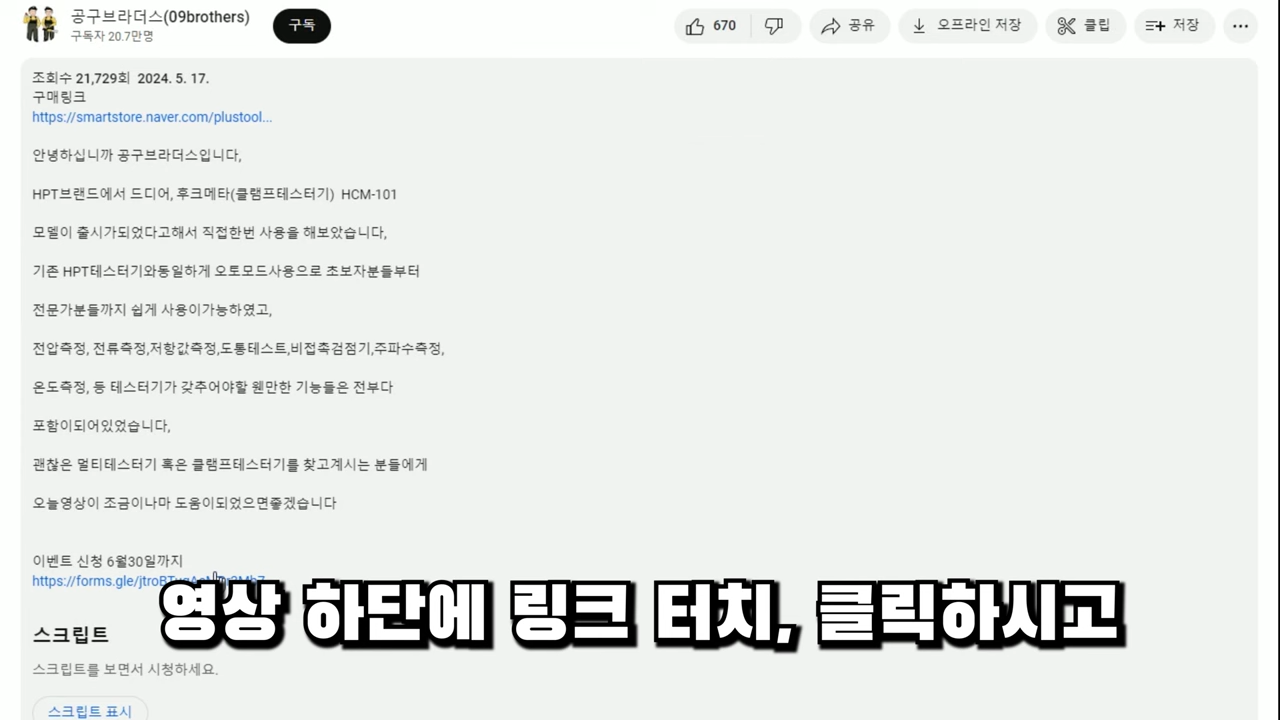 공구브라더스(09brothers)
구독자 20.7만명
구독
670
공유
오프라인 저장
클립
저장
조회수 21,729회 2024. 5. 17.
구매링크
https://smartstore.naver.com/plustool...
안녕하십니까 공구브라더스입니다,
HPT브랜드에서 드디어, 후크메타(클램프테스터기) HCM-101
모델이 출시가되었다고해서 직접한번 사용을 해보았습니다,
기존 HPT테스터기와동일하게 오토모드사용으로 초보자분들부터
전문가분들까지 쉽게 사용이가능하였고,
전압측정, 전류측정,저항값측정,도통테스트,비접촉검점기,주파수측정,
온도측정, 등 테스터기가 갖추어야할 웬만한 기능들은 전부다
포함이되어있었습니다,
괜찮은 멀티테스터기 혹은 클램프테스터기를 찾고계시는 분들에게
오늘영상이 조금이나마 도움이되었으면좋겠습니다
이벤트 신청 6월30일까지
영상 하단에 링크 터치, 클릭하시고
스크립트
스크립트를 보면서 시청하세요.
스크립트 표시